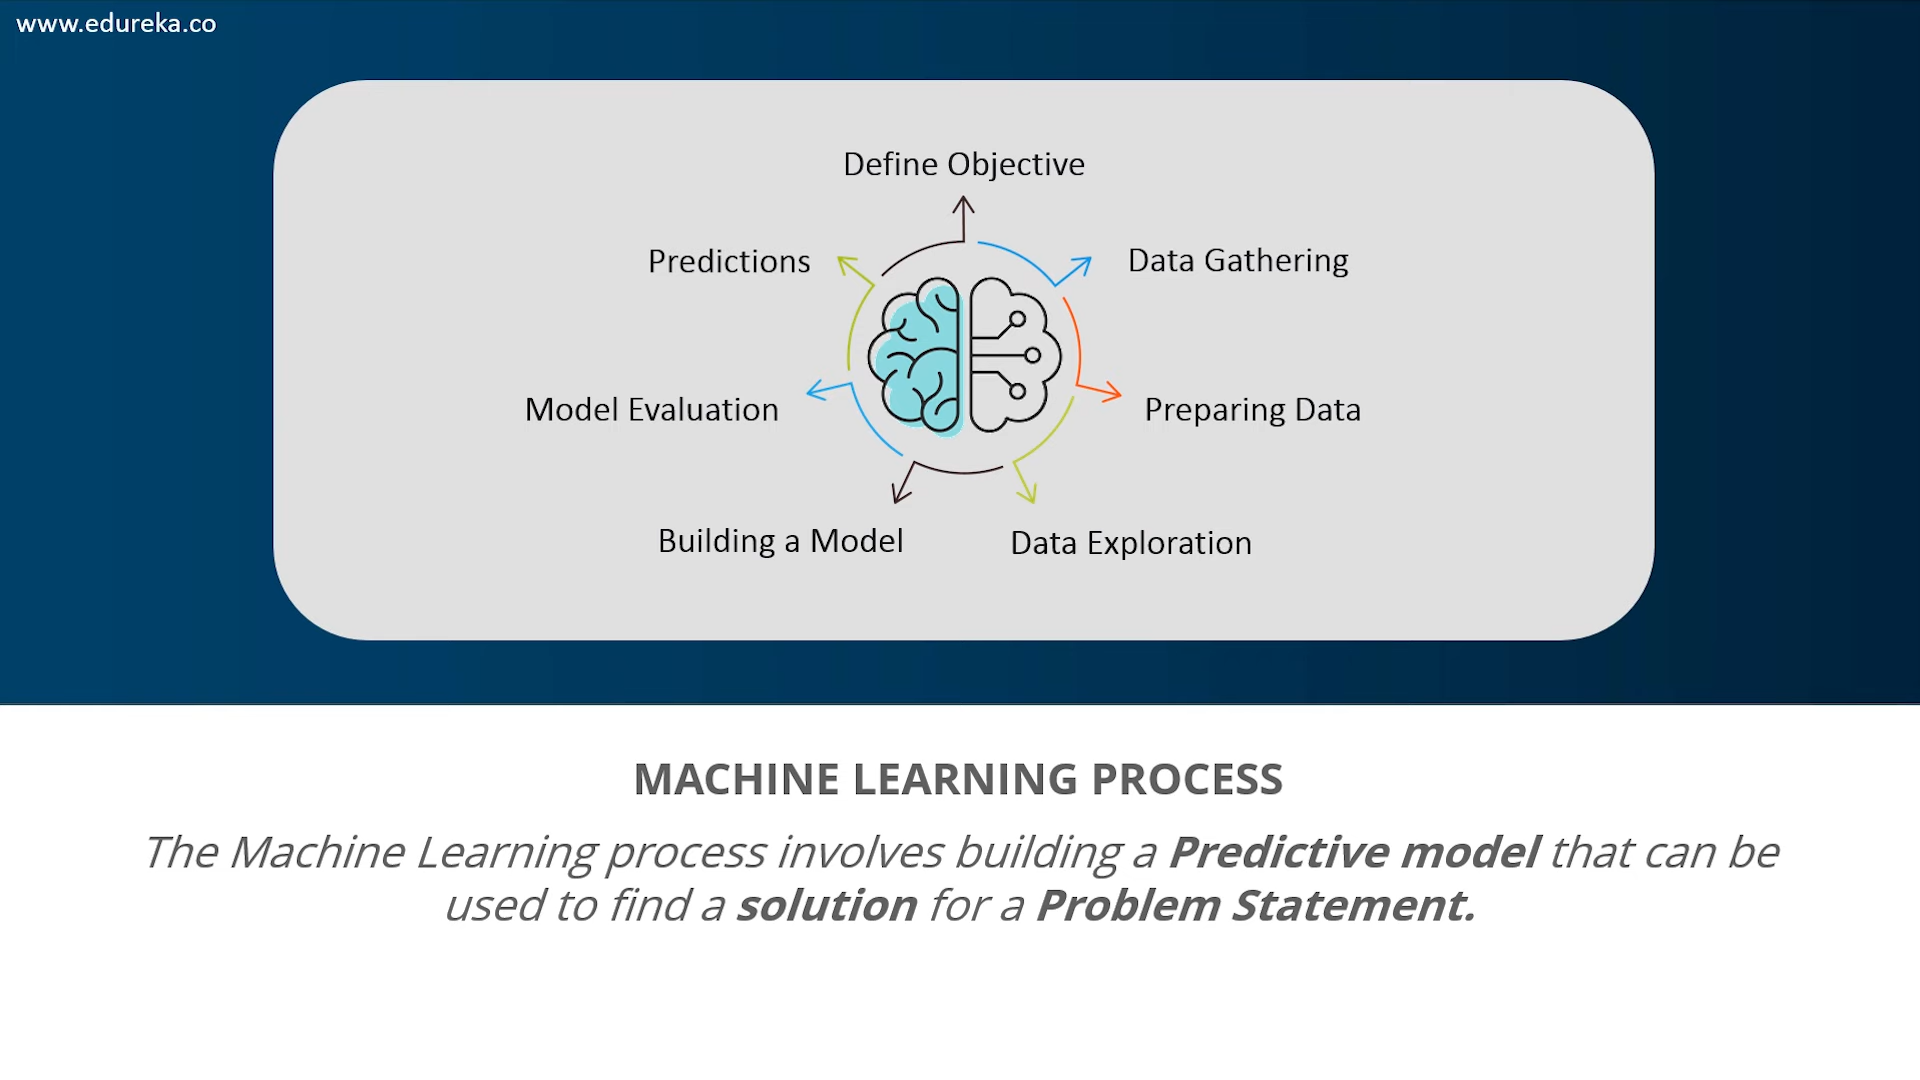 www.edureka.co
Define Objective
Predictions
Data Gathering
Model Evaluation
Preparing Data
Building a Model
Data Exploration
MACHINE LEARNING PROCESS
The Machine Learning process involves building a Predictive model that can be
used to find a solution for a Problem Statement.